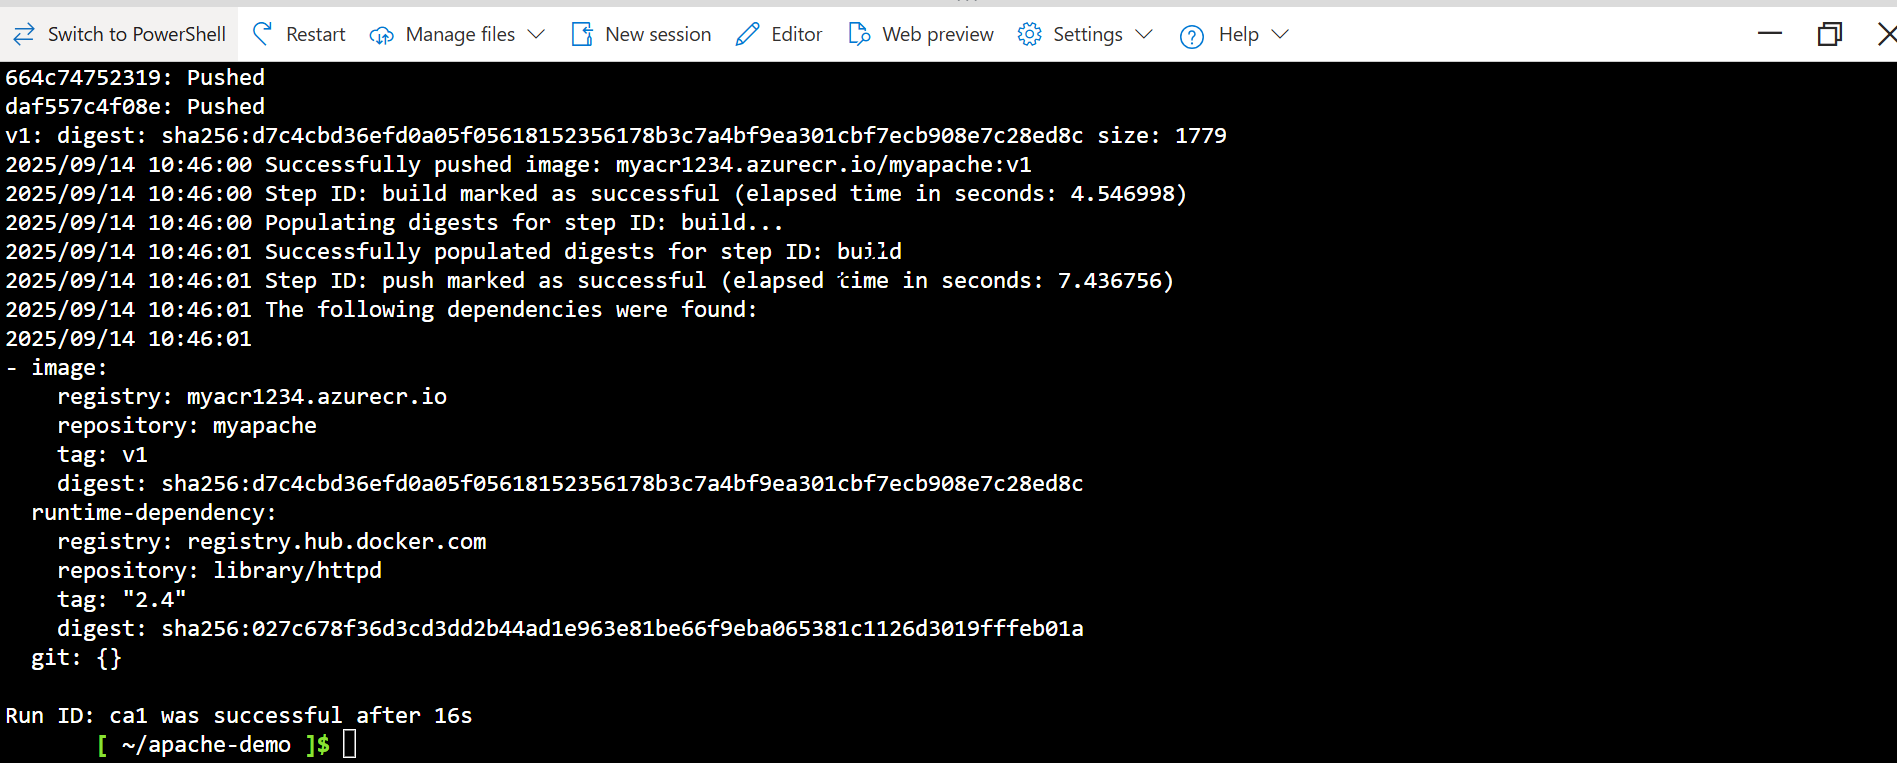 Switch to PowerShell Restart Manage files New session Editor Web preview Settings Help
664c74752319: Pushed
daf557c4f08e: Pushed
v1: digest: sha256:d7c4cbd36efd0a05f05618152356178b3c7a4bf9ea301cbf7ecb908e7c28ed8c size: 1779
2025/09/14 10:46:00 Successfully pushed image: myacr1234.azurecr.io/myapache:v1
2025/09/14 10:46:00 Step ID: build marked as successful (elapsed time in seconds: 4.546998)
2025/09/14 10:46:00 Populating digests for step ID: build...
2025/09/14 10:46:01 Successfully populated digests for step ID: build
2025/09/14 10:46:01 Step ID: push marked as successful (elapsed time in seconds: 7.436756)
2025/09/14 10:46:01 The following dependencies were found:
2025/09/14 10:46:01
- image:
    registry: myacr1234.azurecr.io
    repository: myapache
    tag: v1
    digest: sha256:d7c4cbd36efd0a05f05618152356178b3c7a4bf9ea301cbf7ecb908e7c28ed8c
  runtime-dependency:
    registry: registry.hub.docker.com
    repository: library/httpd
    tag: "2.4"
    digest: sha256:027c678f36d3cd3dd2b44ad1e963e81be66f9eba065381c1126d3019fffeb01a
  git: {}
Run ID: ca1 was successful after 16s
[ ~/apache-demo ]$